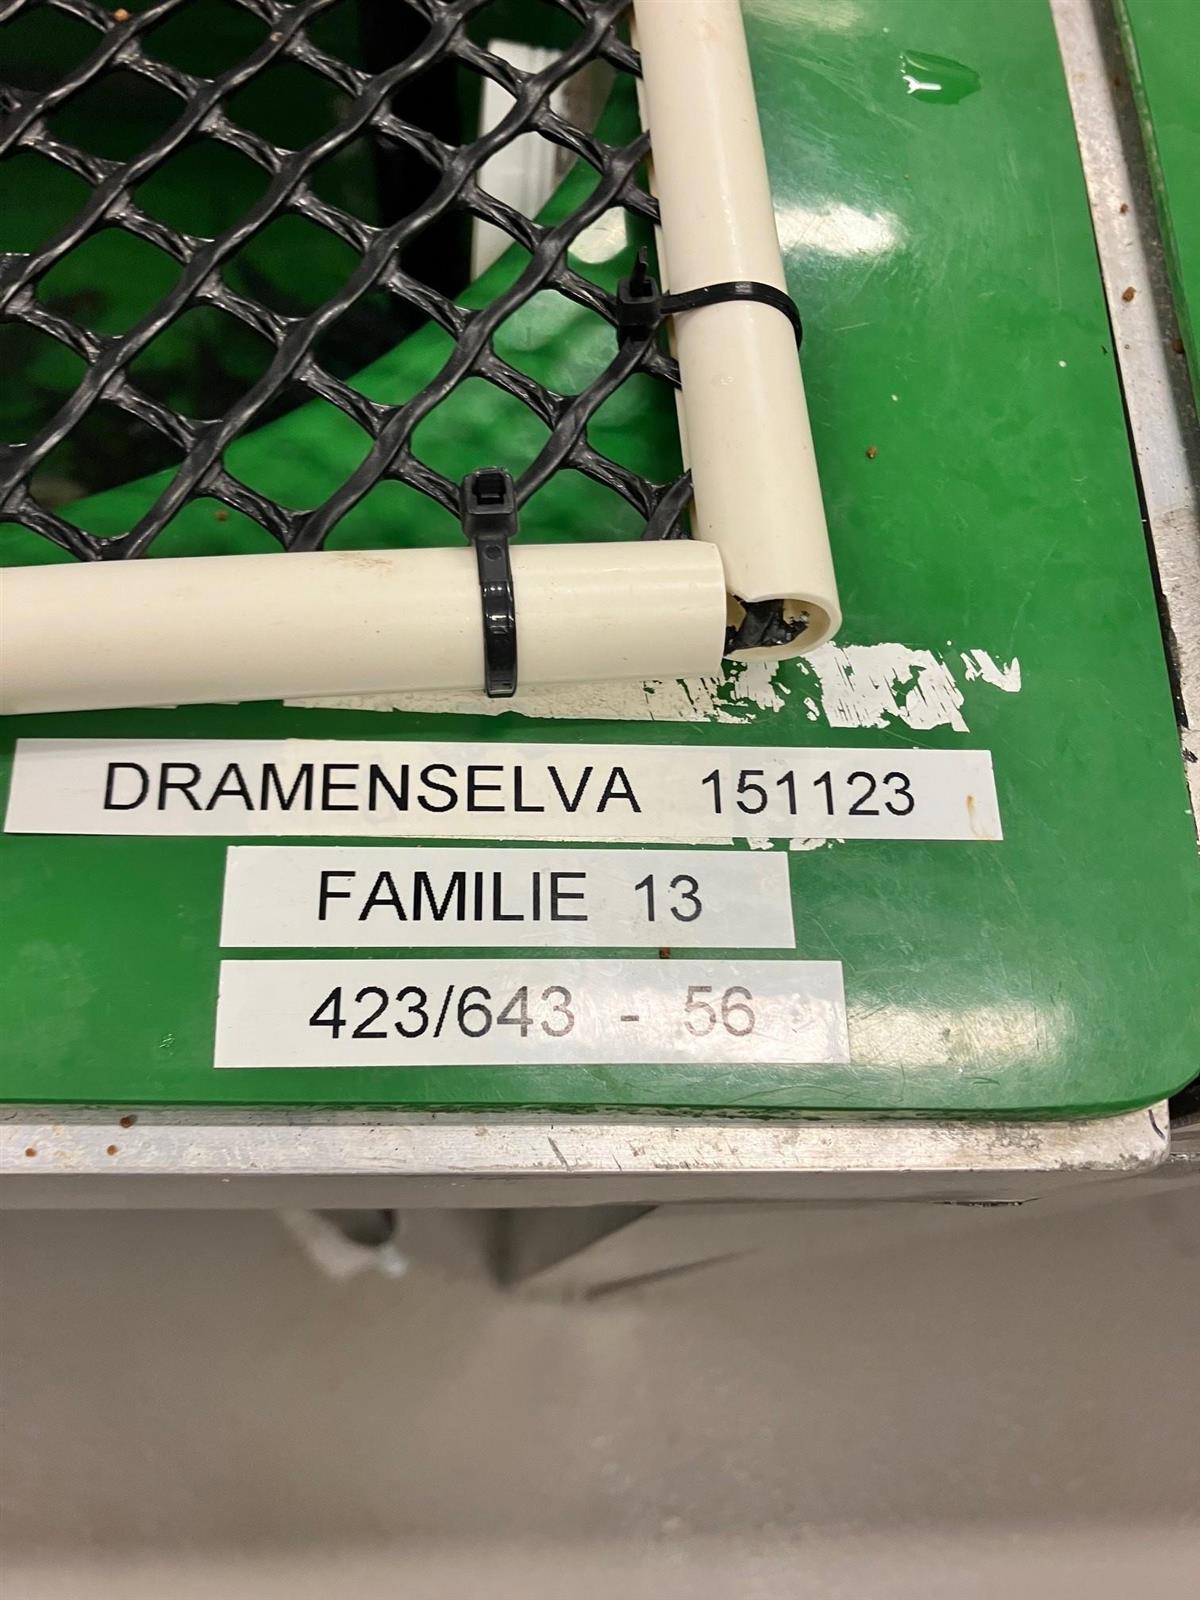 DRAMENSELVA 151123
FAMILIE 13
423/643 - 56